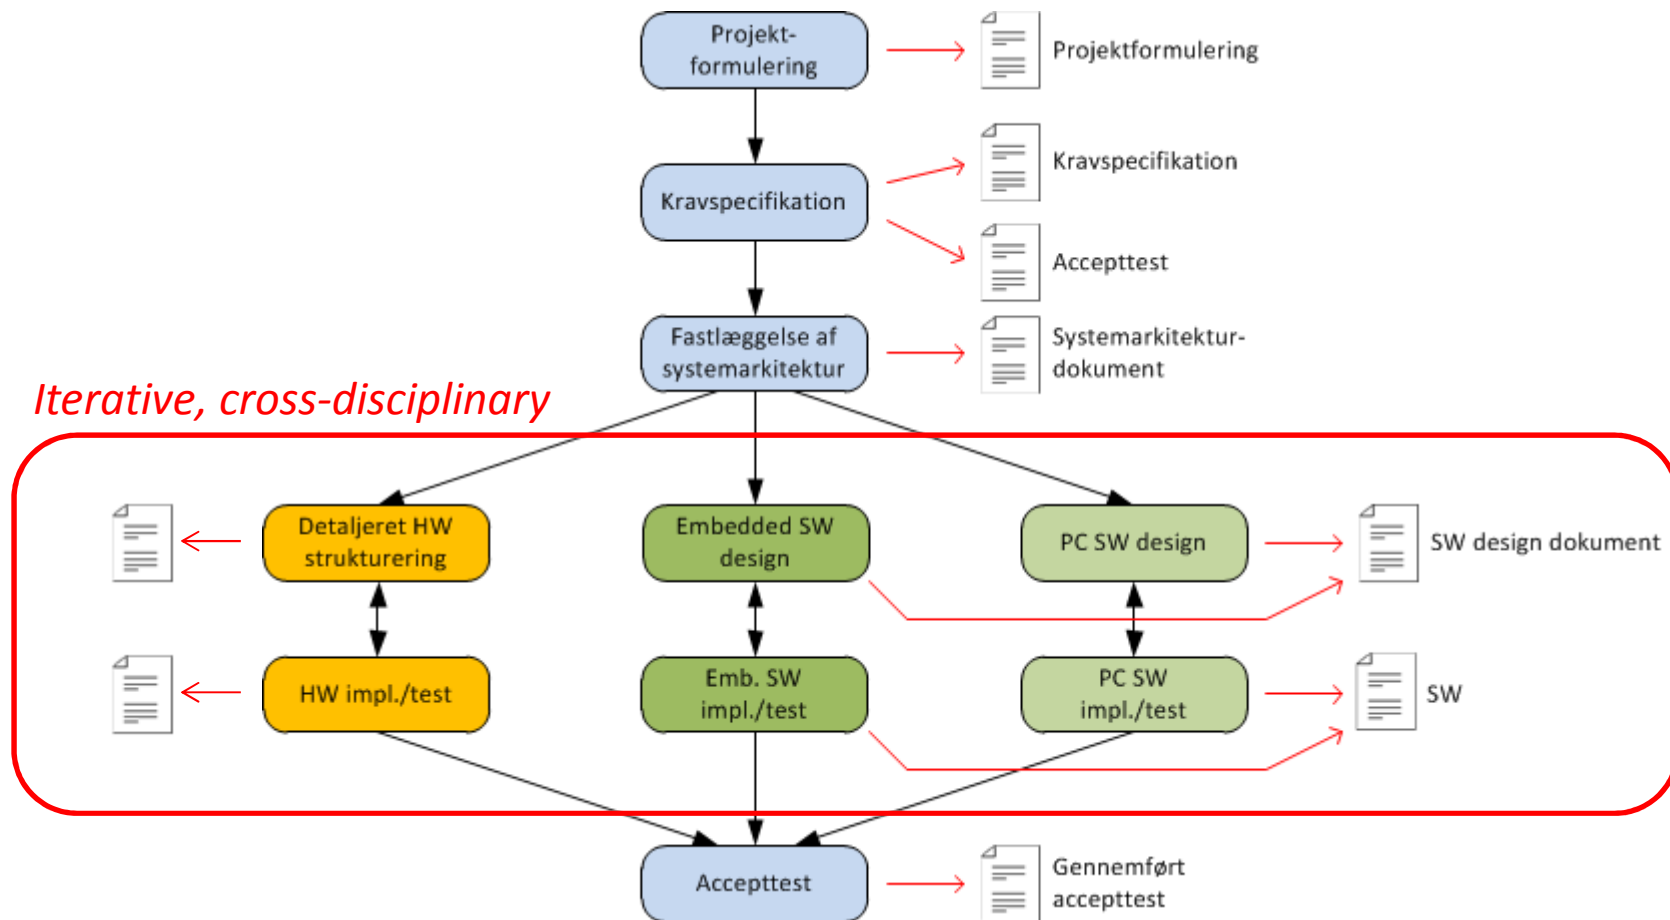 Projekt-
formulering
Projektformulering
Kravspecifikation
Kravspecifikation
Accepttest
Fastlæggelse af
systemarkitektur
Systemarkitektur-
dokument
Iterative, cross-disciplinary
Detaljeret HW
strukturering
Embedded SW
design
PC SW design
SW design dokument
HW impl./test
Emb. SW
impl./test
PC SW
impl./test
SW
Accepttest
Gennemført
accepttest